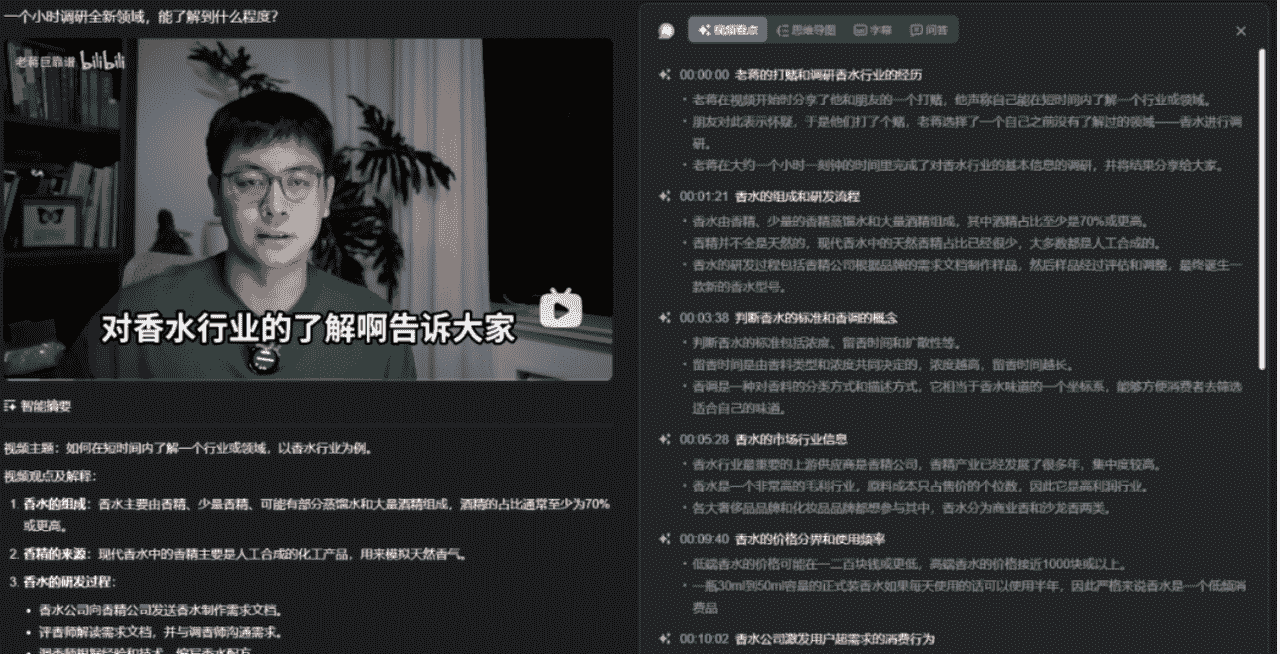 一个小时调研全新领域，能了解到什么程度？
老蒋巨靠谱 bilibili
对香水行业的了解啊告诉大家
智能摘要
视频主题：如何在短时间内了解一个行业或领域，以香水行业为例。
视频观点及解释：
1. 香水的组成：香水主要由香精、少量香精、可能有部分蒸馏水和大量酒精组成，酒精的占比通常至少为70%
或更高。
2. 香精的来源：现代香水中的香精主要是人工合成的化工产品，用来模拟天然香气。
3. 香水的研发过程：
• 香水公司向香精公司发送香水制作需求文档。
• 评香师解读需求文档，并与调香师沟通需求。
• 调香师根据经验和技术，编写香水配方
视频看点 思维导图 字幕 问答
00:00:00 老蒋的打赌和调研香水行业的经历
• 老蒋在视频开始时分享了他和朋友的一个打赌，他声称自己能在短时间内了解一个行业或领域。
• 朋友对此表示怀疑，于是他们打了个赌，老蒋选择了一个自己之前没有了解过的领域——香水进行调
研。
• 老蒋在大约一个小时一刻钟的时间里完成了对香水行业的基本信息的调研，并将结果分享给大家。
00:01:21 香水的组成和研发流程
• 香水由香精、少量的香精蒸馏水和大量酒精组成，其中酒精占比至少是70%或更高。
• 香精并不全是天然的，现代香水中的天然香精占比已经很少，大多数都是人工合成的。
• 香水的研发过程包括香精公司根据品牌的需求文档制作样品，然后样品经过评估和调整，最终诞生一
款新的香水型号。
00:03:38 判断香水的标准和香调的概念
• 判断香水的标准包括浓度、留香时间和扩散性等。
• 留香时间是由香料类型和浓度共同决定的，浓度越高，留香时间越长。
• 香调是一种对香料的分类方式和描述方式，它相当于香水味道的一个坐标系，能够方便消费者去筛选
适合自己的味道。
00:05:28 香水的市场行业信息
• 香水行业最重要的上游供应商是香精公司，香精产业已经发展了很多年，集中度较高。
• 香水是一个非常高的毛利行业，原料成本只占售价的个位数，因此它是高利润行业。
• 各大奢侈品品牌和化妆品品牌都想参与其中，香水分为商业香和沙龙香两类。
00:09:40 香水的价格分界和使用频率
• 低端香水的价格可能在一二百块钱或更低，高端香水的价格接近1000块或以上。
• 一瓶30ml到50ml容量的正式装香水如果每天使用的话可以使用半年，因此严格来说香水是一个低频消
费品
00:10:02 香水公司激发用户超需求的消费行为